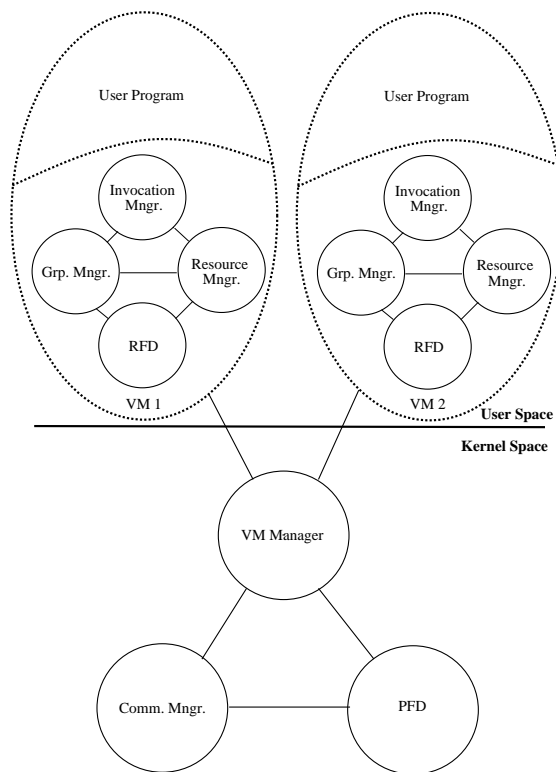 User Program
User Program
Invocation
Mngr.
Invocation
Mngr.
Grp. Mngr.
Resource
Mngr.
Grp. Mngr.
Resource
Mngr.
RFD
RFD
VM 1
VM 2
User Space
Kernel Space
VM Manager
Comm. Mngr.
PFD